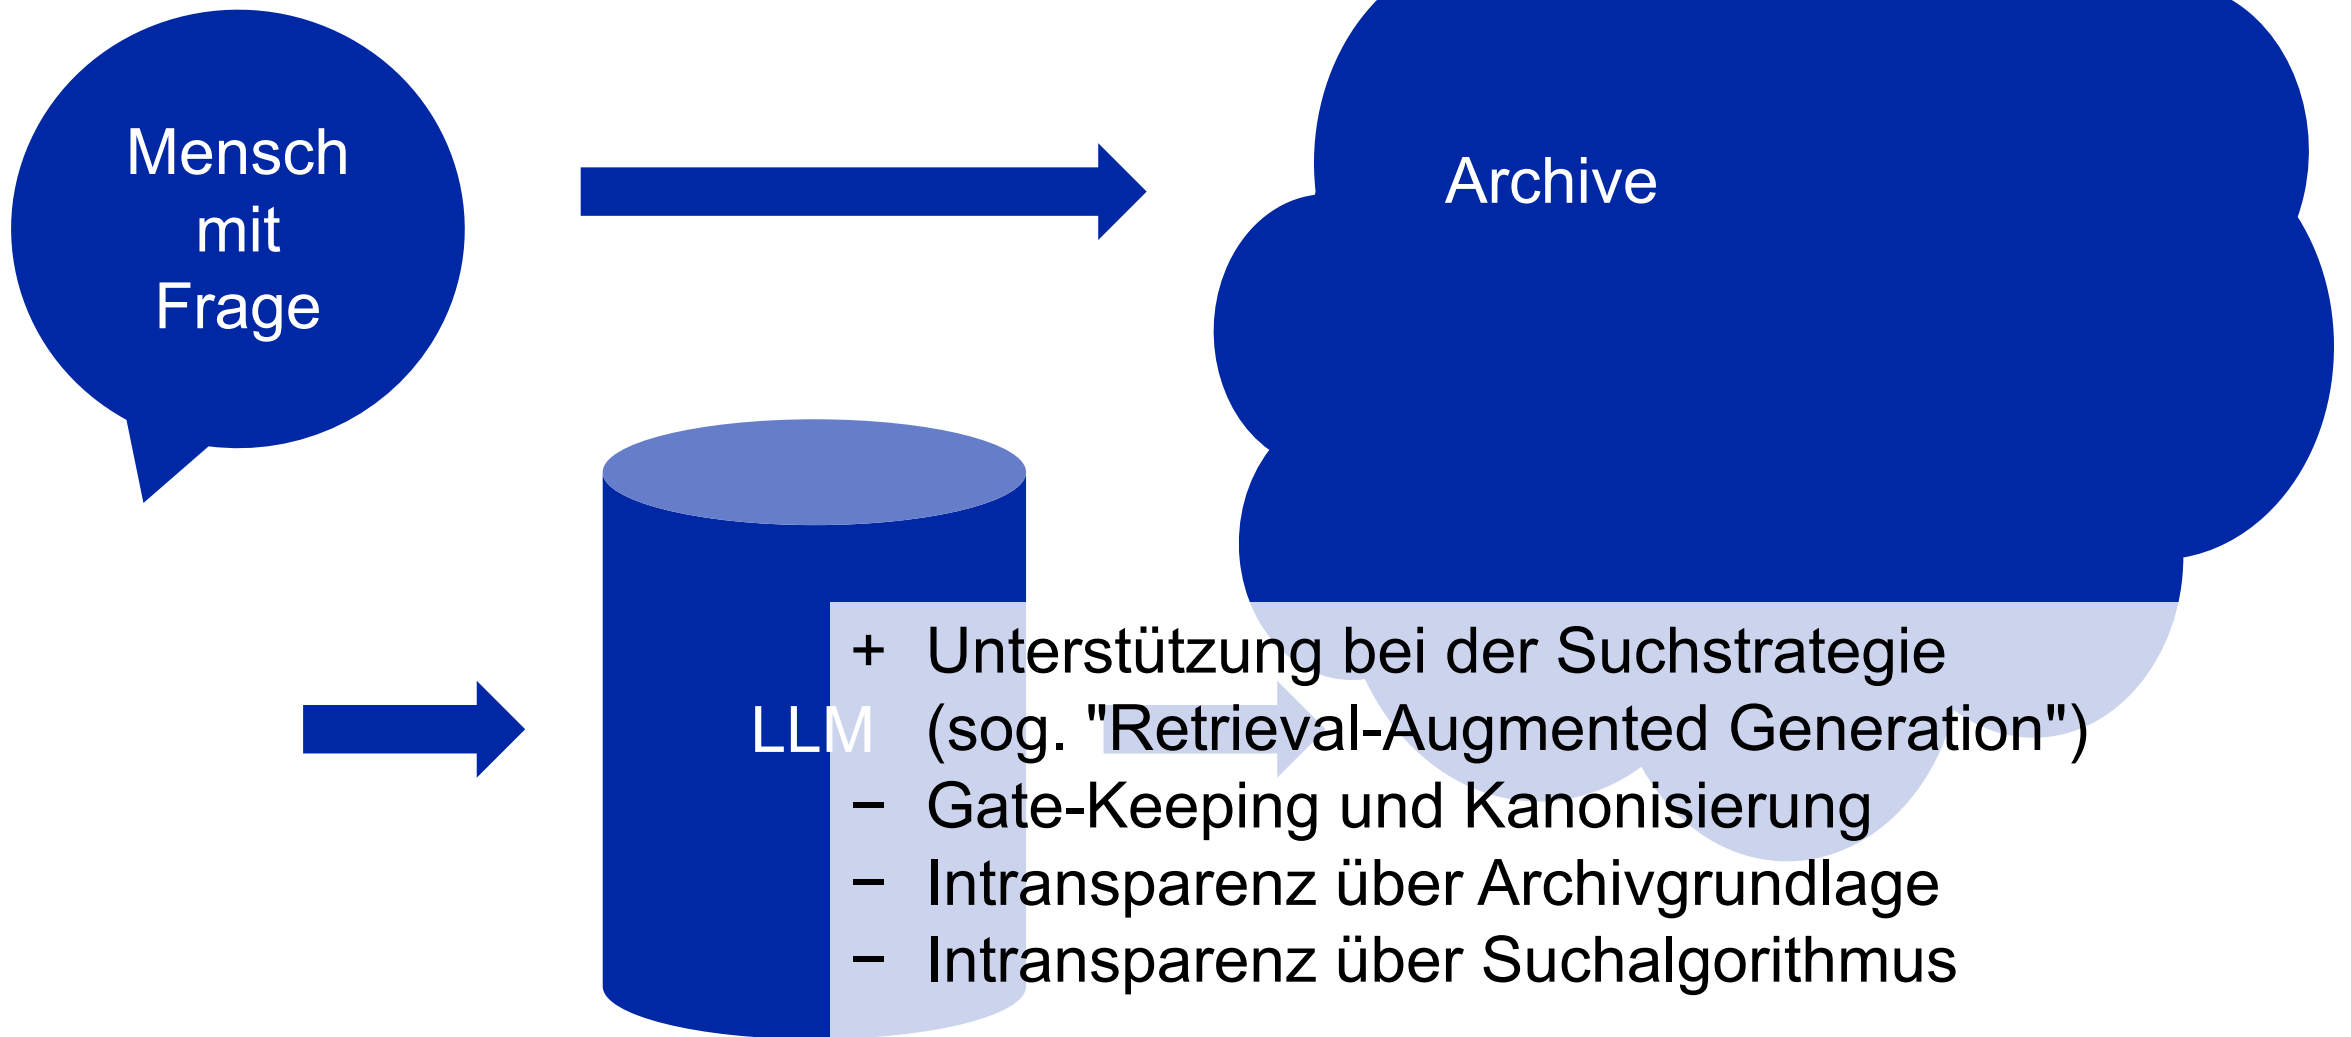 Mensch
mit
Frage
Archive
LLM
+ Unterstützung bei der Suchstrategie
(sog. "Retrieval-Augmented Generation")
− Gate-Keeping und Kanonisierung
− Intransparenz über Archivgrundlage
− Intransparenz über Suchalgorithmus